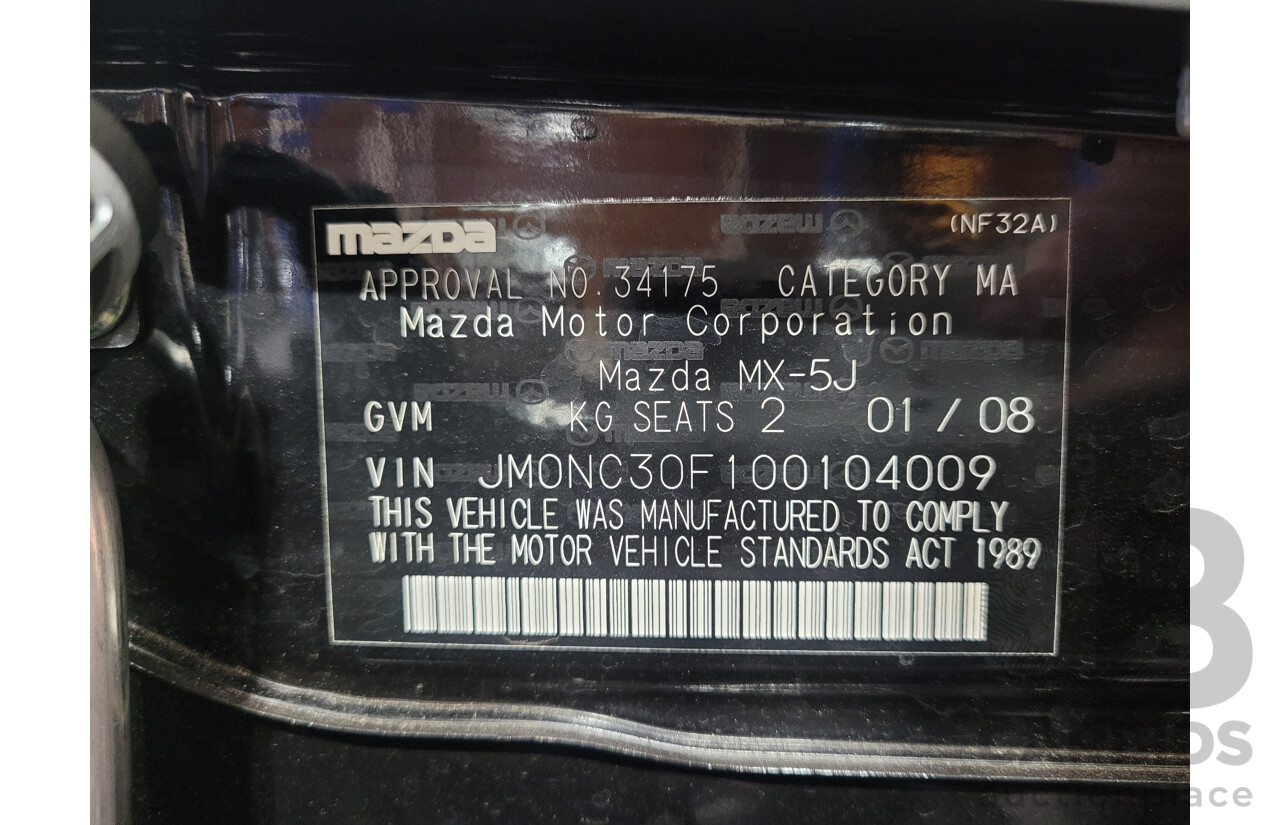 mazda (NF32A)
APPROVAL NO. 34175 CATEGORY MA
Mazda Motor Corporation
Mazda MX-5J
GVM KG SEATS 2 01 / 08
VIN JM0NC30F100104009
THIS VEHICLE WAS MANUFACTURED TO COMPLY
WITH THE MOTOR VEHICLE STANDARDS ACT 1989